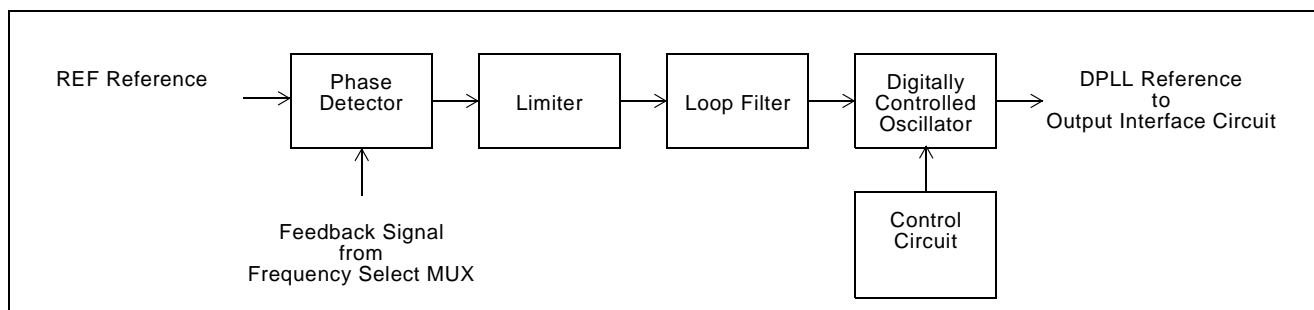 REF Reference
Phase
Detector
Limiter
Loop Filter
Digitally
Controlled
Oscillator
DPLL Reference
to
Output Interface Circuit
Feedback Signal
from
Frequency Select MUX
Control
Circuit